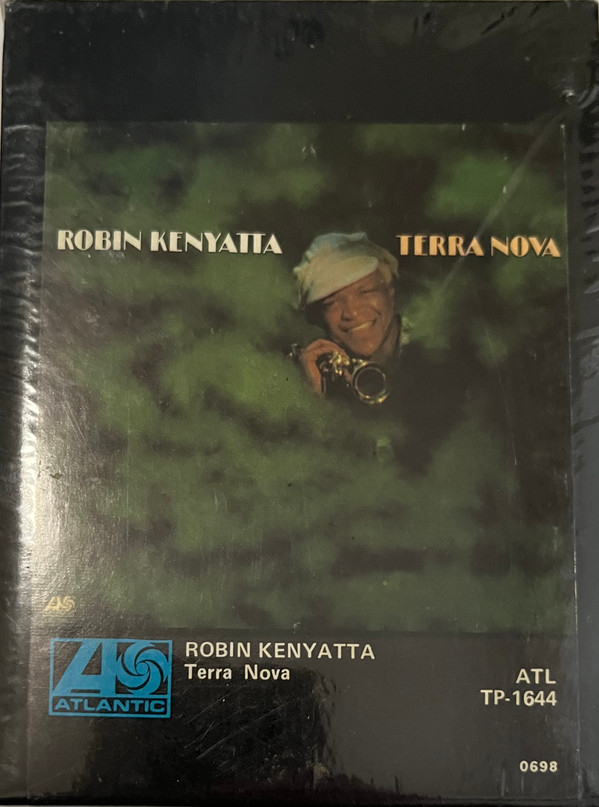 ROBIN KENYATTA
TERRA NOVA
ATLANTIC
ROBIN KENYATTA
Terra Nova
ATL
TP-1644
0698